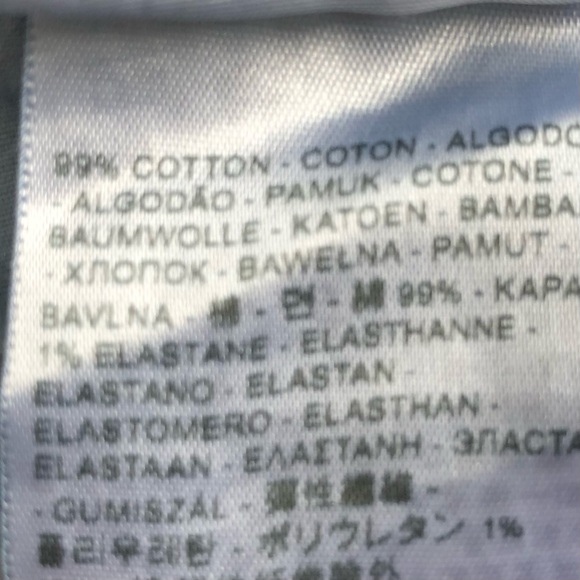 99% COTTON - COTON - ALGODO
- ALGODÃO - PAMUK - COTONE -
BAUMWOLLE - KATOEN - BAMBA
- ХЛОПОК - BAWEŁNA - PAMUT -
BAVLNA - 棉 - 면 - 綿 99% - KAPA
1% ELASTANE - ELASTHANNE -
ELASTANO - ELASTAN -
ELASTOMERO - ELASTHAN -
ELASTAAN - ΕΛΑΣΤΑΝΗ - ЭЛАСТА
- GUMISZÁL - 彈性纖維 -
폴리우레탄 - ポリウレタン 1%